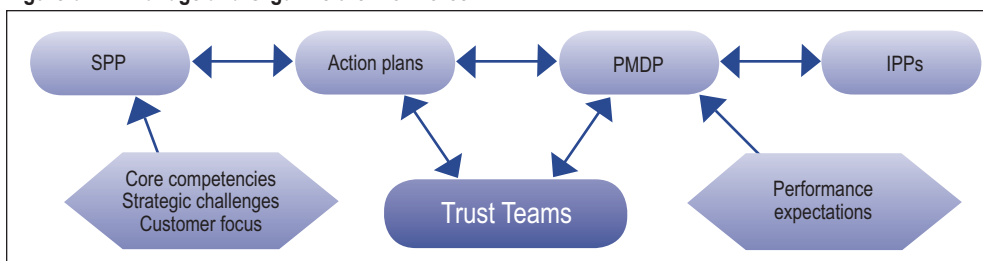 SPP
Action plans
PMDP
IPPs
Core competencies
Strategic challenges
Customer focus
Trust Teams
Performance
expectations